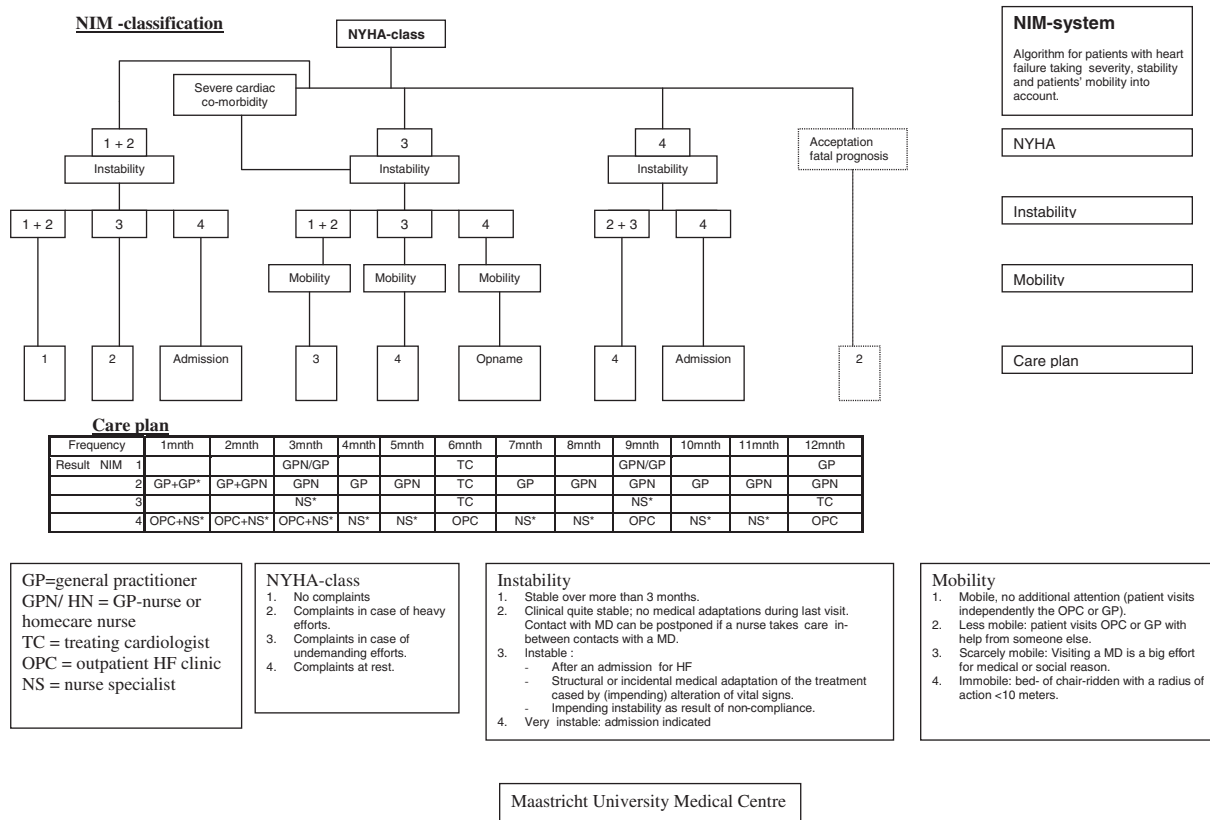 NIM -classification
NYHA-class
NIM-system
Algorithm for patients with heart
failure taking severity, stability
and patients' mobility into
account.
Severe cardiac
co-morbidity
1 + 2
3
4
Acceptation
fatal prognosis
NYHA
Instability
Instability
Instability
1 + 2
3
4
1 + 2
3
4
2 + 3
4
Instability
Mobility
Mobility
Mobility
Mobility
1
2
Admission
3
4
Opname
4
Admission
2
Care plan
Care plan
Frequency 1mnth 2mnth 3mnth 4mnth 5mnth 6mnth 7mnth 8mnth 9mnth 10mnth 11mnth 12mnth
Result NIM 1 GPN/GP TC GPN/GP GP
2 GP+GP* GP+GPN GPN GP GPN TC GP GPN GPN GP GPN GPN
3 NS* TC NS* TC
4 OPC+NS* OPC+NS* OPC+NS* NS* NS* OPC NS* NS* OPC NS* NS* OPC
GP=general practitioner
GPN/ HN = GP-nurse or
homecare nurse
TC = treating cardiologist
OPC = outpatient HF clinic
NS = nurse specialist
NYHA-class
1. No complaints
2. Complaints in case of heavy
efforts.
3. Complaints in case of
undemanding efforts.
4. Complaints at rest.
Instability
1. Stable over more than 3 months.
2. Clinical quite stable; no medical adaptations during last visit.
Contact with MD can be postponed if a nurse takes care in-
between contacts with a MD.
3. Instable :
- After an admission for HF
- Structural or incidental medical adaptation of the treatment
cased by (impending) alteration of vital signs.
- Impending instability as result of non-compliance.
4. Very instable: admission indicated
Mobility
1. Mobile, no additional attention (patient visits
independently the OPC or GP).
2. Less mobile: patient visits OPC or GP with
help from someone else.
3. Scarcely mobile: Visiting a MD is a big effort
for medical or social reason.
4. Immobile: bed- of chair-ridden with a radius of
action <10 meters.
Maastricht University Medical Centre